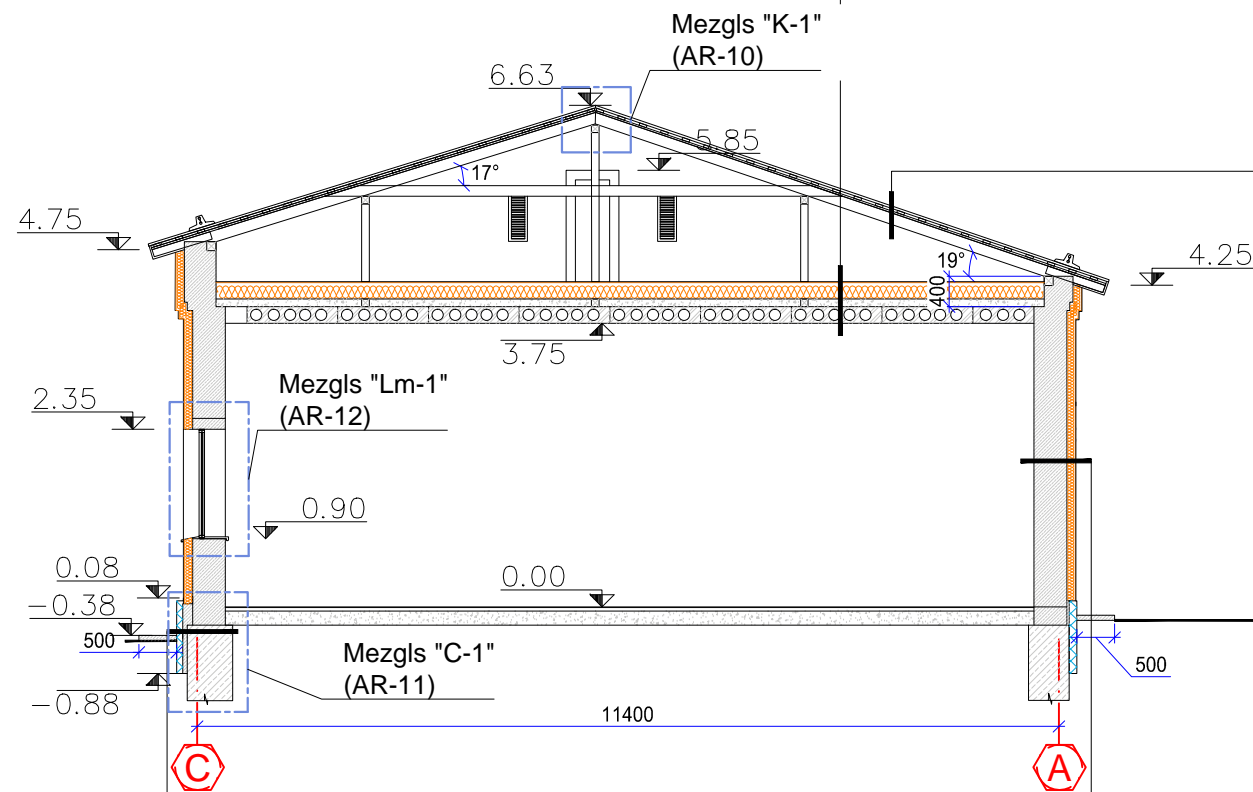 Mezgls "K-1"
(AR-10)
6.63
5.85
17°
4.75
4.25
19°
400
3.75
Mezgls "Lm-1"
(AR-12)
2.35
0.90
0.08
0.00
-0.38
500
Mezgls "C-1"
(AR-11)
500
-0.88
11400
C
A